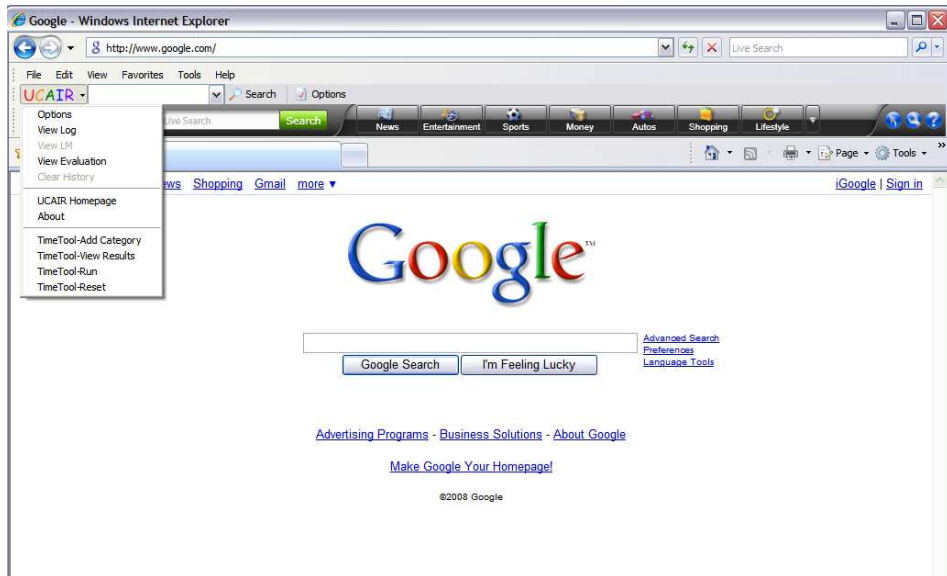 Google - Windows Internet Explorer
http://www.google.com/
Live Search
File Edit View Favorites Tools Help
UCAIR Search Options
Options
View Log
View LM
View Evaluation
Clear History
UCAIR Homepage
About
TimeTool-Add Category
TimeTool-View Results
TimeTool-Run
TimeTool-Reset
Live Search Search News Entertainment Sports Money Autos Shopping Lifestyle
Page Tools »
ews Shopping Gmail more ▼ iGoogle | Sign in
Google™
Advanced Search
Preferences
Language Tools
Google Search I'm Feeling Lucky
Advertising Programs - Business Solutions - About Google
Make Google Your Homepage!
©2008 Google